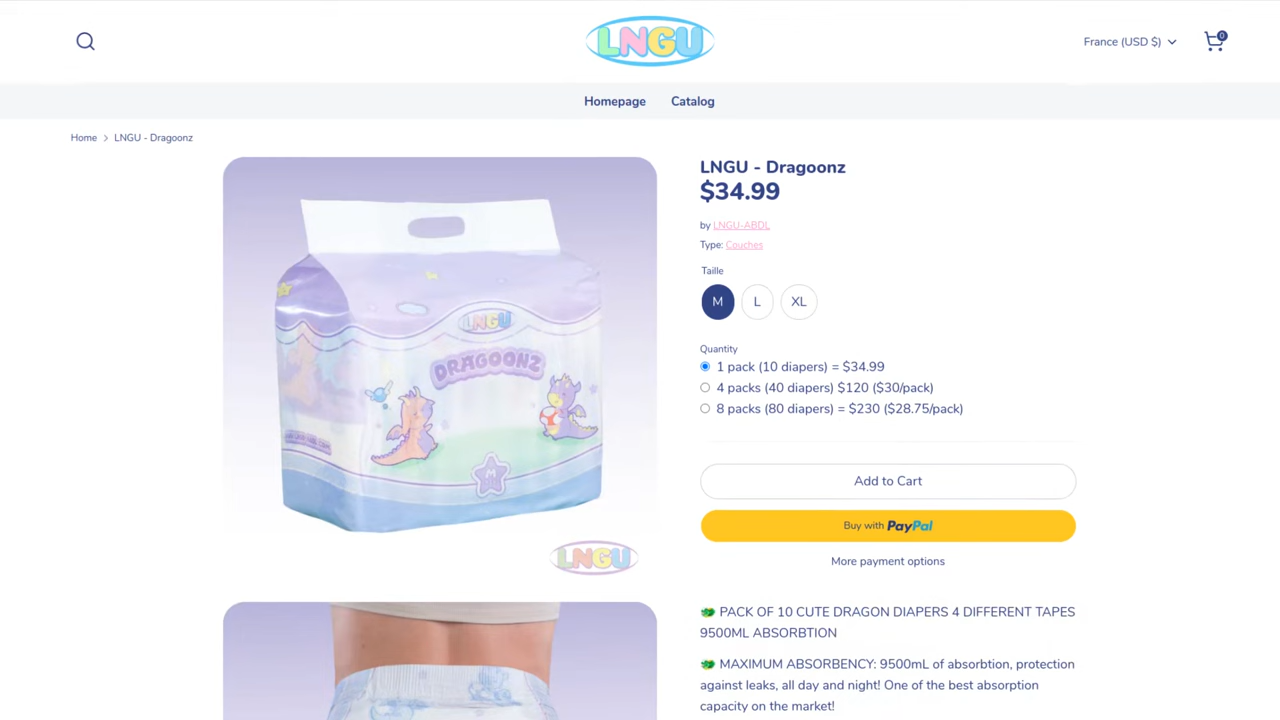 LNGU
France (USD $)
0
Homepage
Catalog
Home
LNGU - Dragoonz
LNGU - Dragoonz
$34.99
by LNGU-ABDL
Type: Couches
Taille
M
L
XL
Quantity
1 pack (10 diapers) = $34.99
4 packs (40 diapers) $120 ($30/pack)
8 packs (80 diapers) = $230 ($28.75/pack)
Add to Cart
Buy with PayPal
More payment options
LNGU
DRAGOONZ
M
LNGU
PACK OF 10 CUTE DRAGON DIAPERS 4 DIFFERENT TAPES
9500ML ABSORBTION
MAXIMUM ABSORBENCY: 9500mL of absorbtion, protection
against leaks, all day and night! One of the best absorption
capacity on the market!